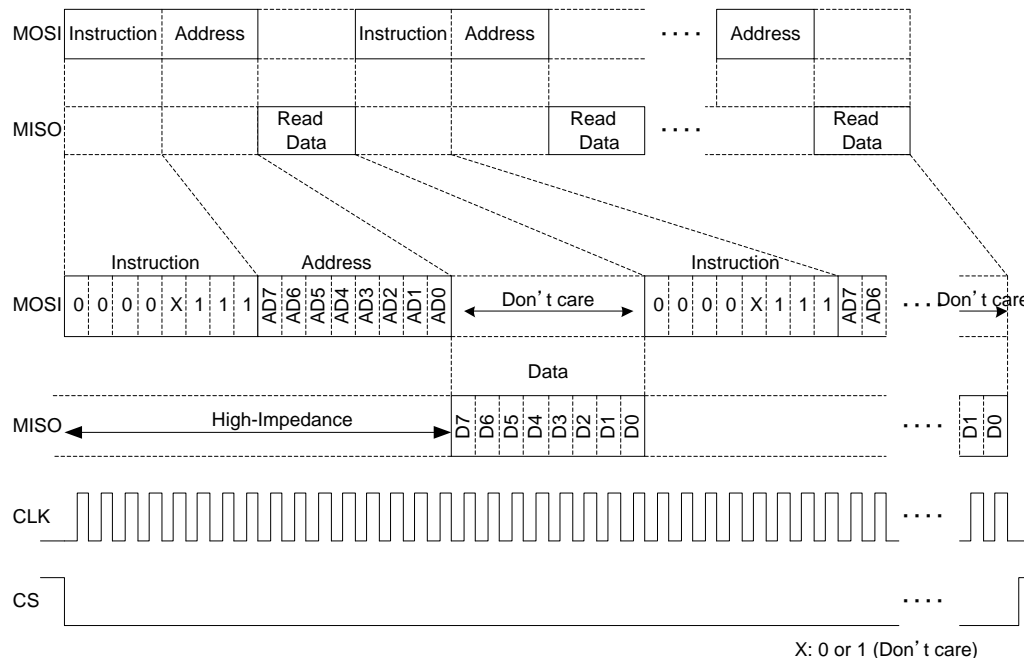 MOSI Instruction Address Instruction Address ···· Address
MISO Read Data Read Data ···· Read Data
Instruction Address Instruction
MOSI 0 0 0 0 X 1 1 1 AD7 AD6 AD5 AD4 AD3 AD2 AD1 AD0 Don't care 0 0 0 0 X 1 1 1 AD7 AD6 ···· Don't care
Data
MISO High-Impedance D7 D6 D5 D4 D3 D2 D1 D0 ···· D1 D0
CLK ····
CS ····
X: 0 or 1 (Don't care)